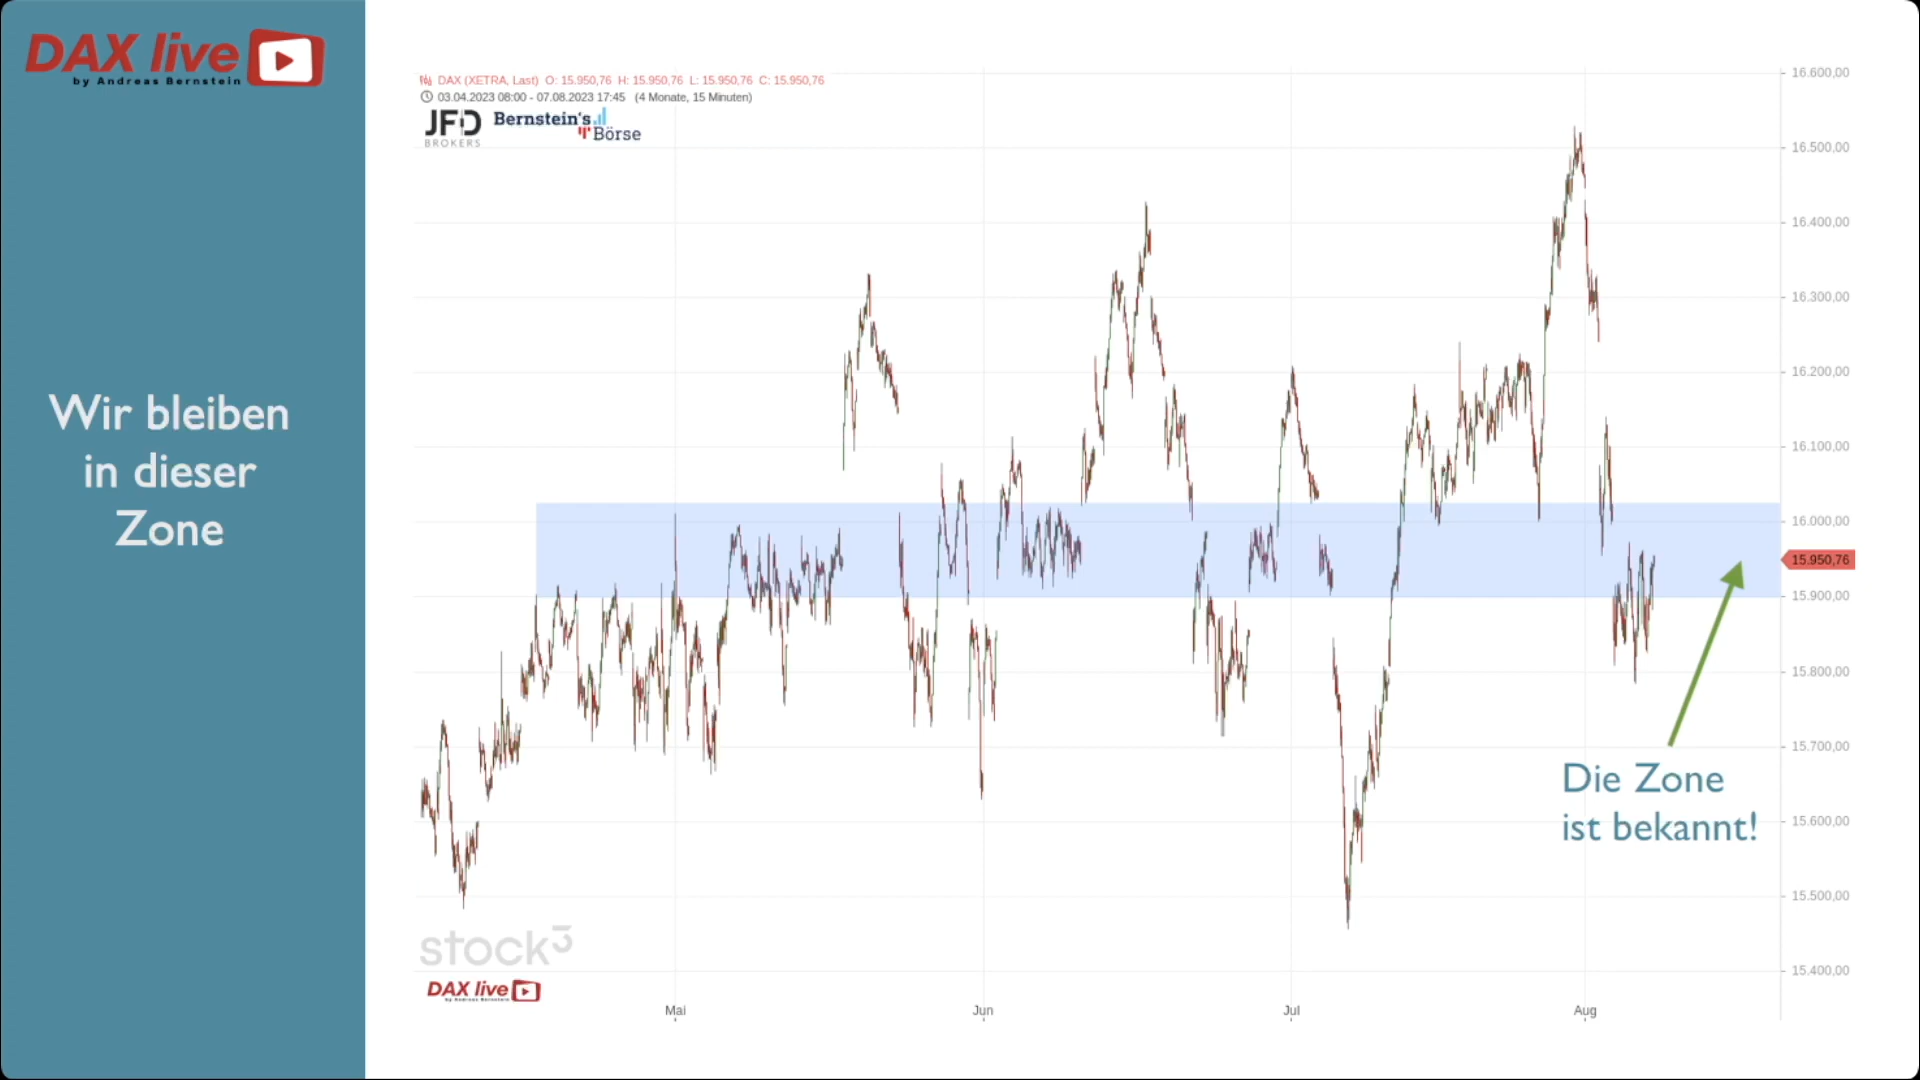 DAX live
by Andreas Bernstein
Wir bleiben
in dieser
Zone
DAX (XETRA, Last) O: 15.950,76 H: 15.950,76 L: 15.950,76 C: 15.950,76
03.04.2023 08:00 - 07.08.2023 17:45 (4 Monate, 15 Minuten)
JFD
BROKERS
Bernstein's
Börse
16.600,00
16.500,00
16.400,00
16.300,00
16.200,00
16.100,00
16.000,00
15.950,76
15.900,00
15.800,00
15.700,00
15.600,00
15.500,00
15.400,00
Die Zone
ist bekannt!
stock3
DAX live
by Andreas Bernstein
Mai
Jun
Jul
Aug